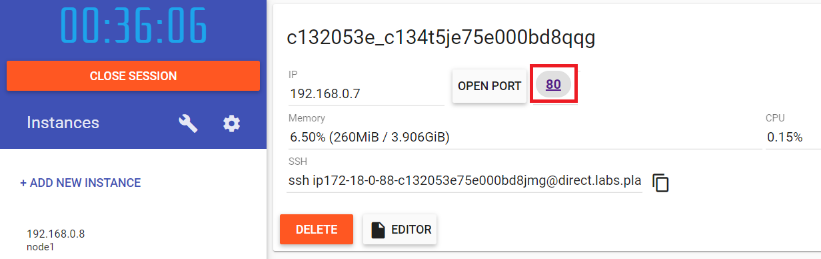 00:36:06
CLOSE SESSION
Instances
+ ADD NEW INSTANCE
192.168.0.8
node1
c132053e_c134t5je75e000bd8qqg
IP
192.168.0.7
OPEN PORT
80
Memory
6.50% (260MiB / 3.906GiB)
CPU
0.15%
SSH
ssh ip172-18-0-88-c132053e75e000bd8jmg@direct.labs.pla
DELETE
EDITOR